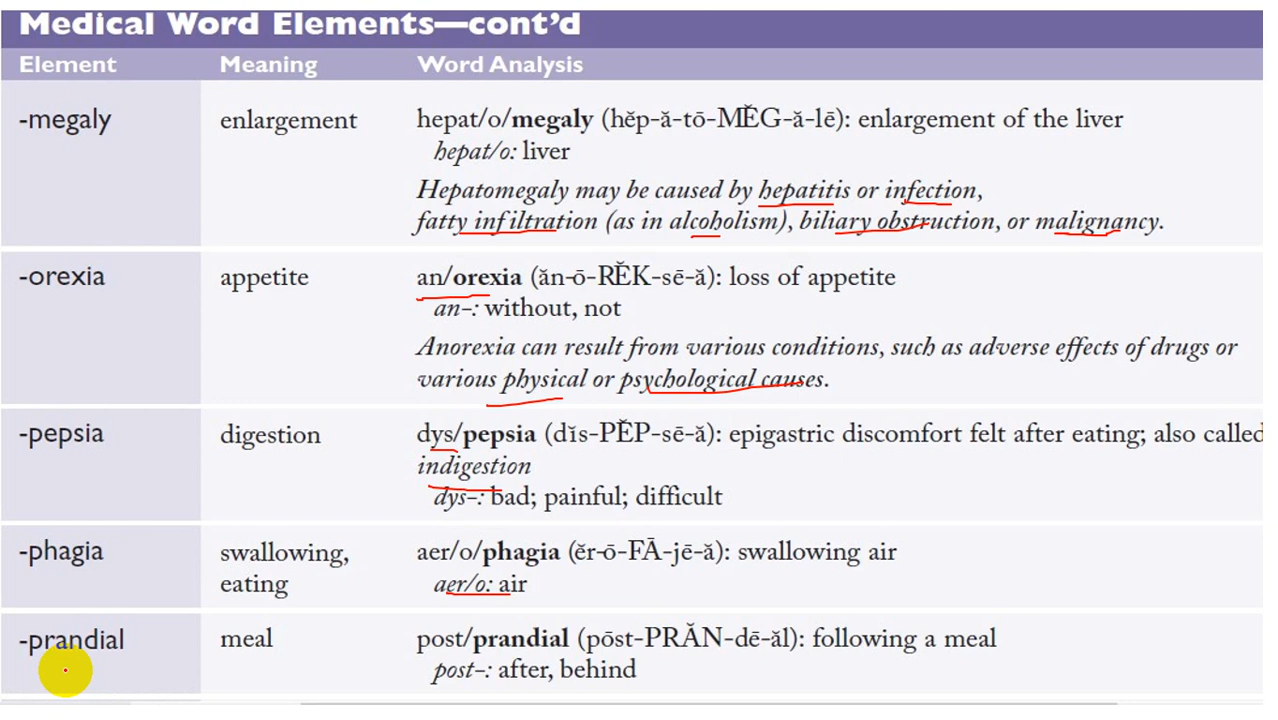 Medical Word Elements—cont'd
Element Meaning Word Analysis
-megaly enlargement hepat/o/megaly (hĕp-ă-tō-MĔG-ă-lē): enlargement of the liver
hepat/o: liver
Hepatomegaly may be caused by hepatitis or infection,
fatty infiltration (as in alcoholism), biliary obstruction, or malignancy.
-orexia appetite an/orexia (ăn-ō-RĔK-sē-ă): loss of appetite
an-: without, not
Anorexia can result from various conditions, such as adverse effects of drugs or
various physical or psychological causes.
-pepsia digestion dys/pepsia (dĭs-PĔP-sē-ă): epigastric discomfort felt after eating; also called
indigestion
dys-: bad; painful; difficult
-phagia swallowing, aer/o/phagia (ĕr-ō-FĀ-jē-ă): swallowing air
eating aer/o: air
-prandial meal post/prandial (pōst-PRĂN-dē-ăl): following a meal
post-: after, behind